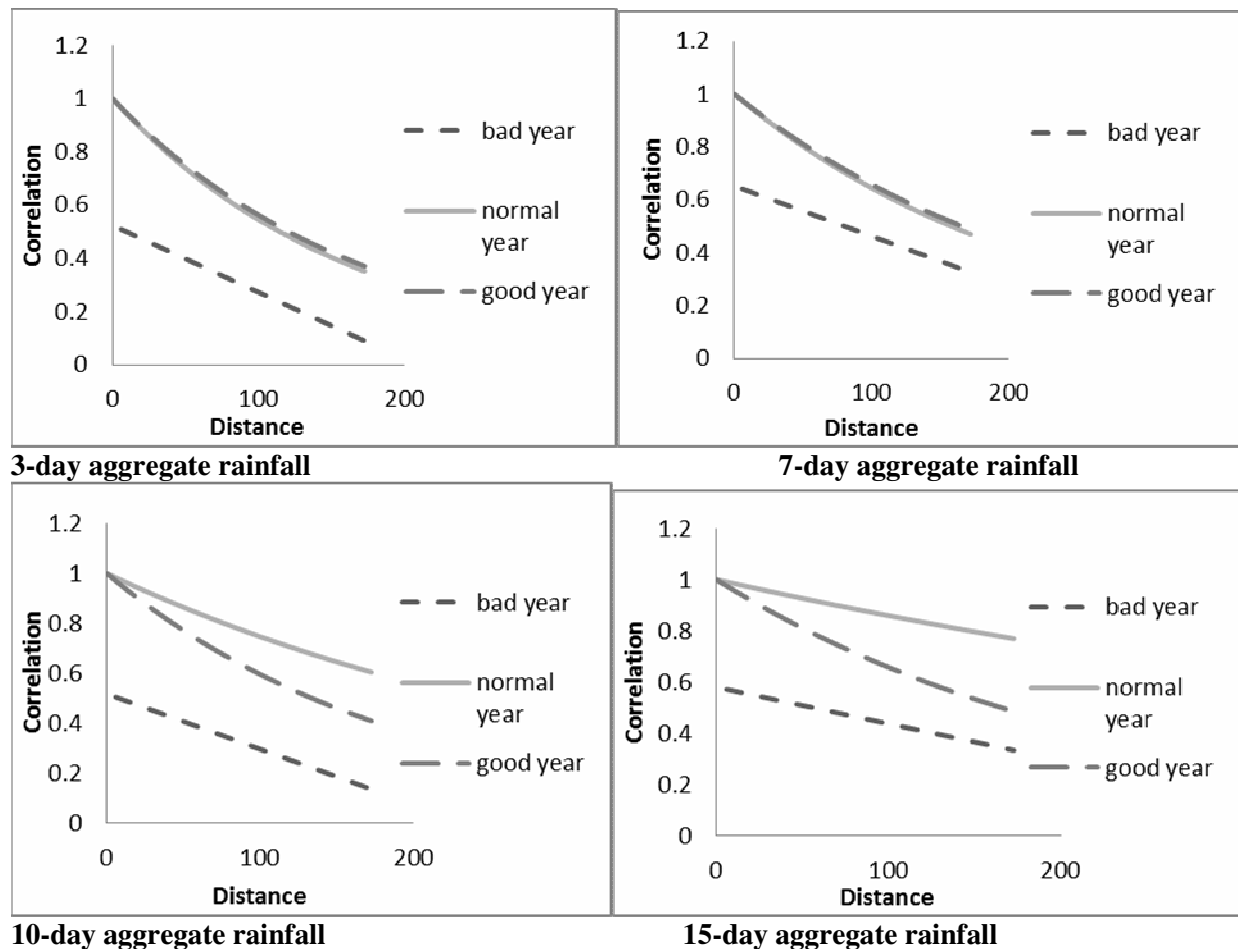 1.2
1
0.8
0.6
0.4
0.2
0
Correlation
0
100
200
Distance
bad year
normal
year
good year
3-day aggregate rainfall
1.2
1
0.8
0.6
0.4
0.2
0
Correlation
0
100
200
Distance
bad year
normal
year
good year
7-day aggregate rainfall
1.2
1
0.8
0.6
0.4
0.2
0
Correlation
0
100
200
Distance
bad year
normal
year
good year
10-day aggregate rainfall
1.2
1
0.8
0.6
0.4
0.2
0
Correlation
0
100
200
Distance
bad year
normal
year
good year
15-day aggregate rainfall